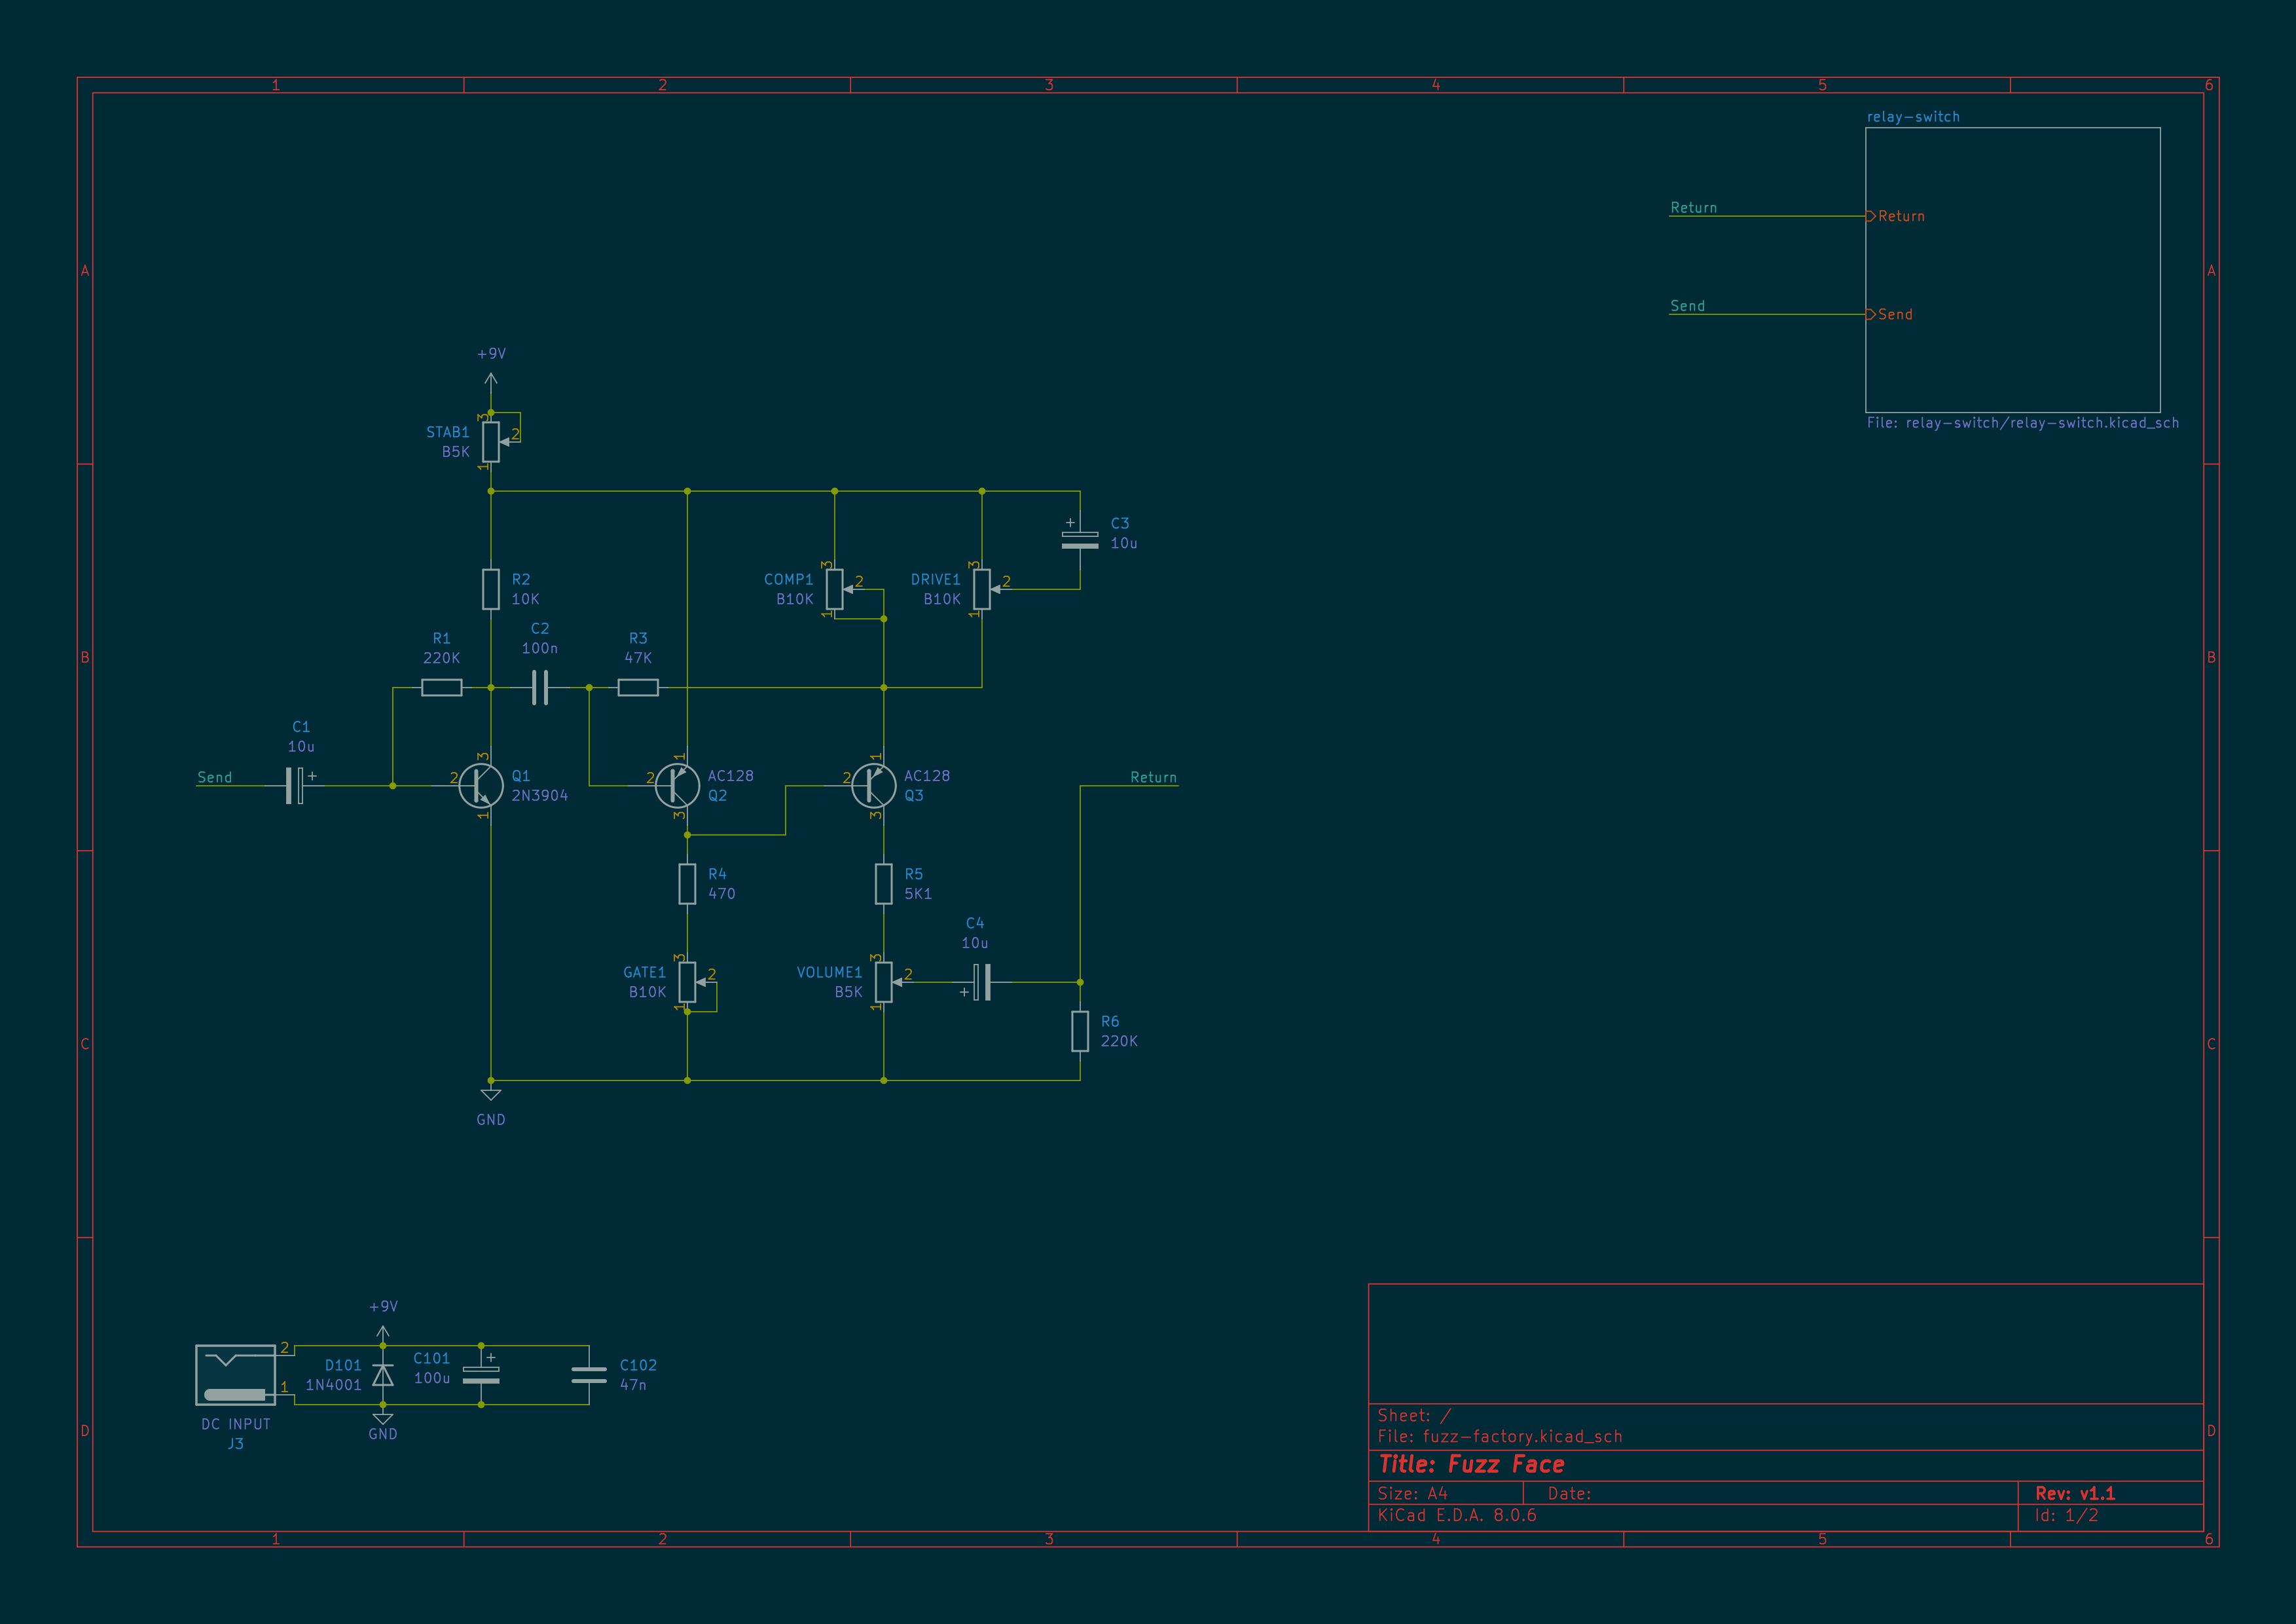 1 2 3 4 5 6
relay-switch
A A
Return
Return
Send
Send
File: relay-switch/relay-switch.kicad_sch
+9V
3
STAB1
2
B5K
1
+
C3
10u
3
COMP1
2
B10K
1
3
DRIVE1
2
B10K
1
R2
10K
C2
100n
R1
220K
R3
47K
B B
C1
10u
+
Send
3
2
Q1
2N3904
1
1
2
AC128
Q2
3
1
2
AC128
Q3
3
Return
R4
470
R5
5K1
C4
10u
+
3
GATE1
2
B10K
1
3
VOLUME1
2
B5K
1
R6
220K
C C
GND
+9V
2
1
DC INPUT
J3
D101
1N4001
GND
C101
+
100u
C102
47n
D D
Sheet: /
File: fuzz-factory.kicad_sch
Title: Fuzz Face
Size: A4 Date: Rev: v1.1
KiCad E.D.A. 8.0.6 Id: 1/2
1 2 3 4 5 6